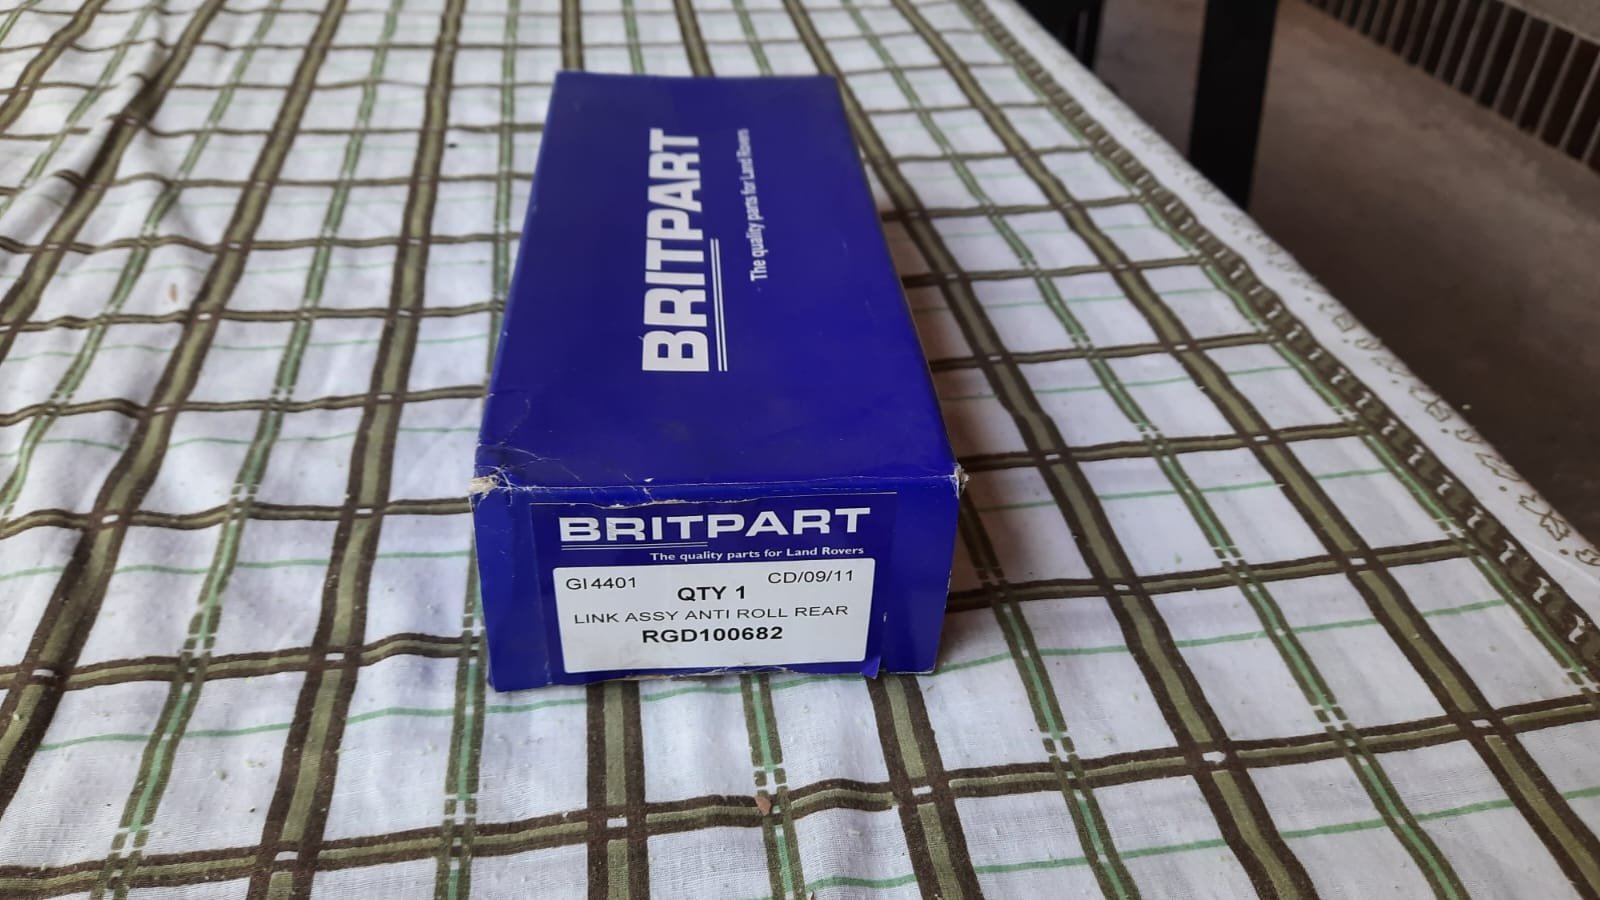 BRITPART
The quality parts for Land Rovers
BRITPART
The quality parts for Land Rovers
GI4401
CD/09/11
QTY 1
LINK ASSY ANTI ROLL REAR
RGD100682